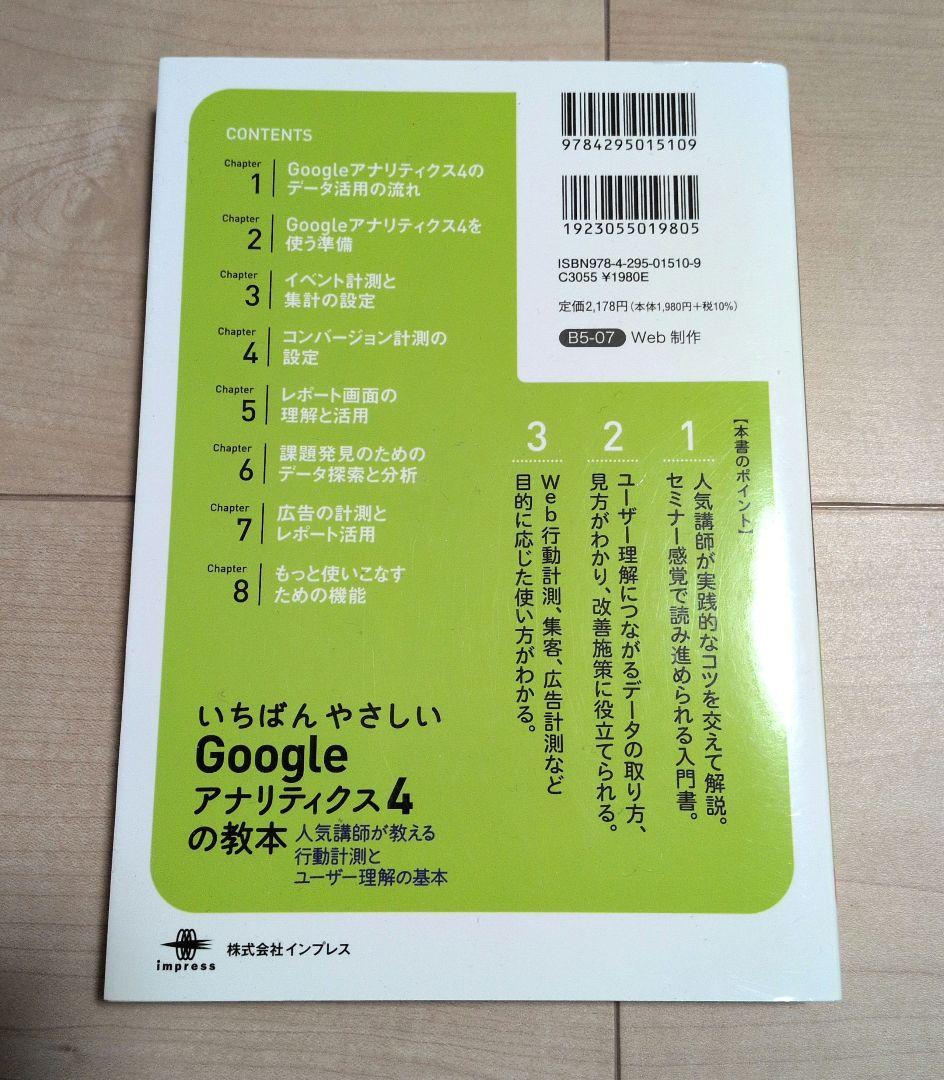 CONTENTS
Chapter
1
Googleアナリティクス4の
データ活用の流れ
Chapter
2
Googleアナリティクス4を
使う準備
Chapter
3
イベント計測と
集計の設定
Chapter
4
コンバージョン計測の
設定
Chapter
5
レポート画面の
理解と活用
Chapter
6
課題発見のための
データ探索と分析
Chapter
7
広告の計測と
レポート活用
Chapter
8
もっと使いこなす
ための機能
9784295015109
1923055019805
ISBN978-4-295-01510-9
C3055 ¥1980E
定価2,178円(本体1,980円+税10%)
B5-07 Web 制作
【本書のポイント】
1
人気講師が実践的なコツを交えて解説。
セミナー感覚で読み進められる入門書。
2
ユーザー理解につながるデータの取り方、
見方がわかり、改善施策に役立てられる。
3
Web行動計測、集客、広告計測など
目的に応じた使い方がわかる。
いちばんやさしい
Google
アナリティクス4
の教本
人気講師が教える
行動計測と
ユーザー理解の基本
impress
株式会社インプレス